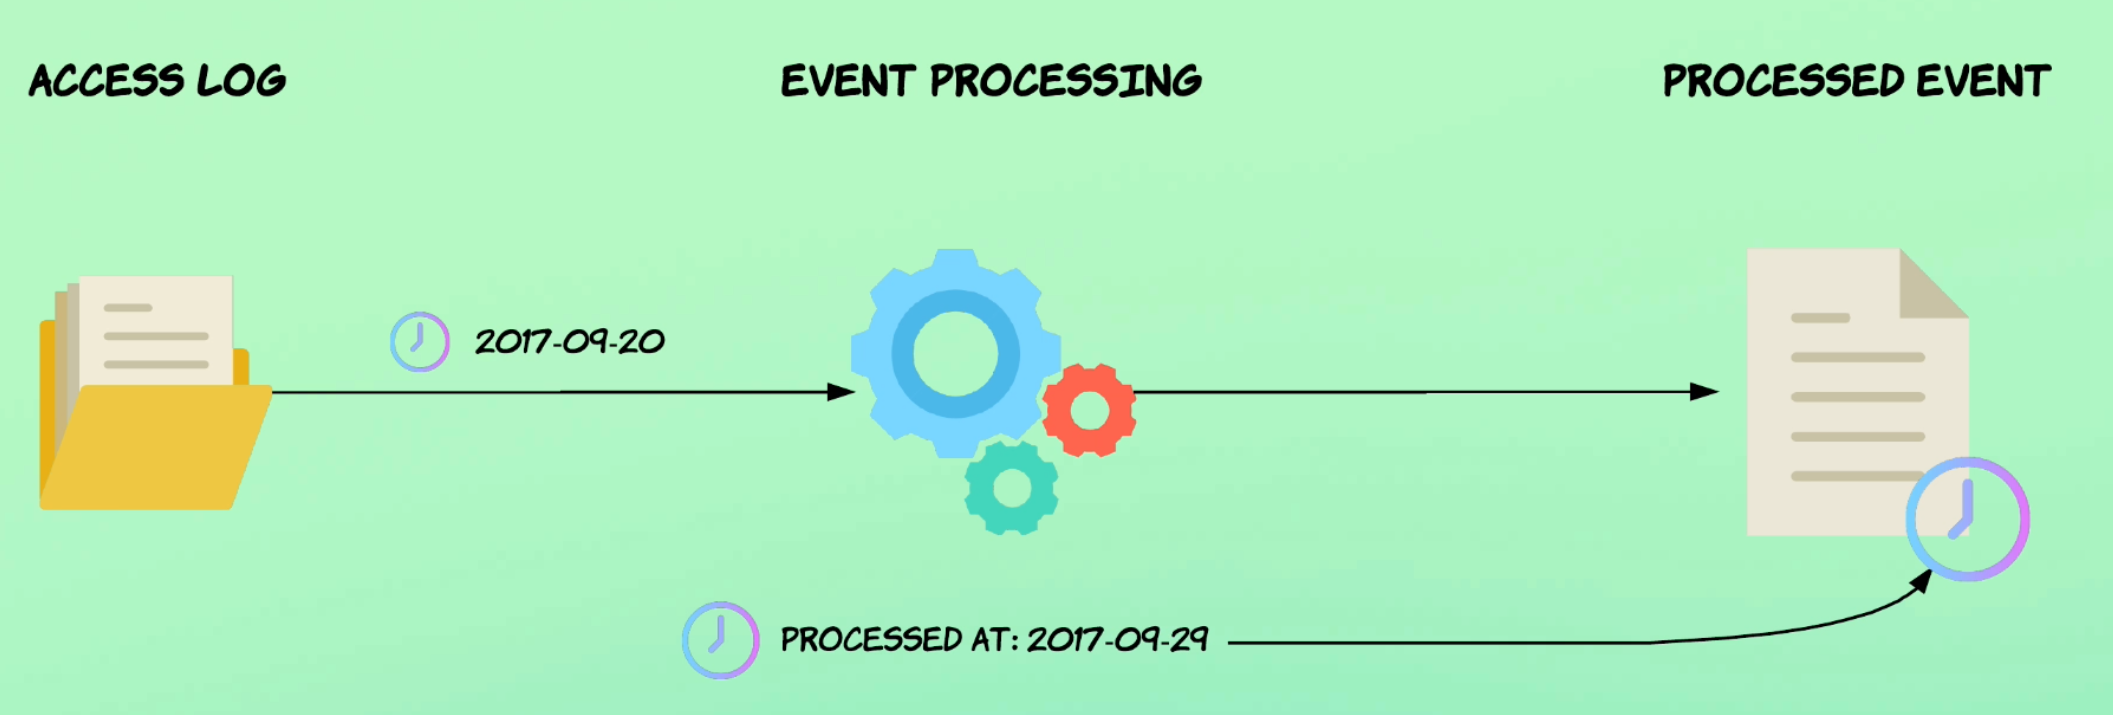 ACCESS LOG
EVENT PROCESSING
PROCESSED EVENT
2017-09-20
PROCESSED AT: 2017-09-29